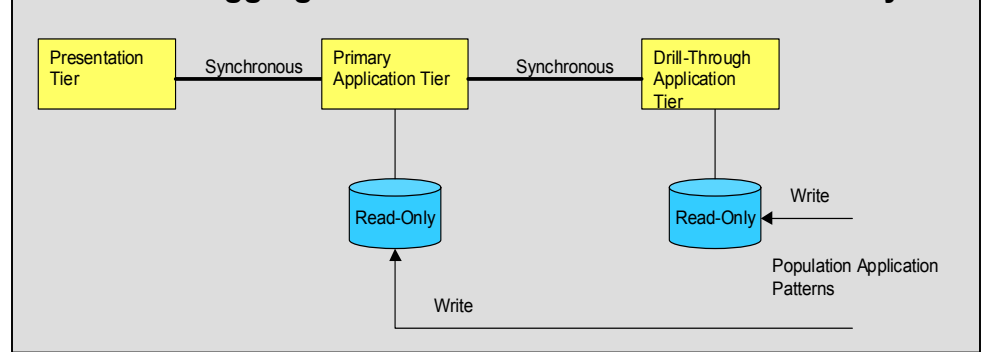 Presentation
Tier
Synchronous
Primary
Application Tier
Synchronous
Drill-Through
Application
Tier
Read-Only
Read-Only
Write
Population Application
Patterns
Write